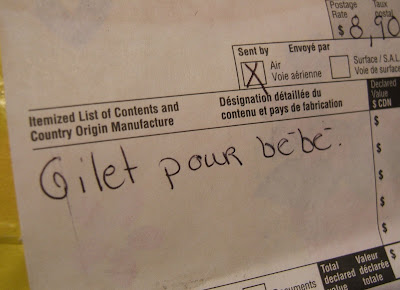 Postage Taux
Rate postal
$ 8,90
Sent by Envoyé par
X Air
Voie aérienne
Surface / S.A.L.
Voie de surface
Itemized List of Contents and
Country Origin Manufacture
Désignation détaillée du
contenu et pays de fabrication
Declared
Value
$ CDN
Gilet pour bébé.
$
$
$
$
$
Total Valeur
declared déclarée
value totale
$